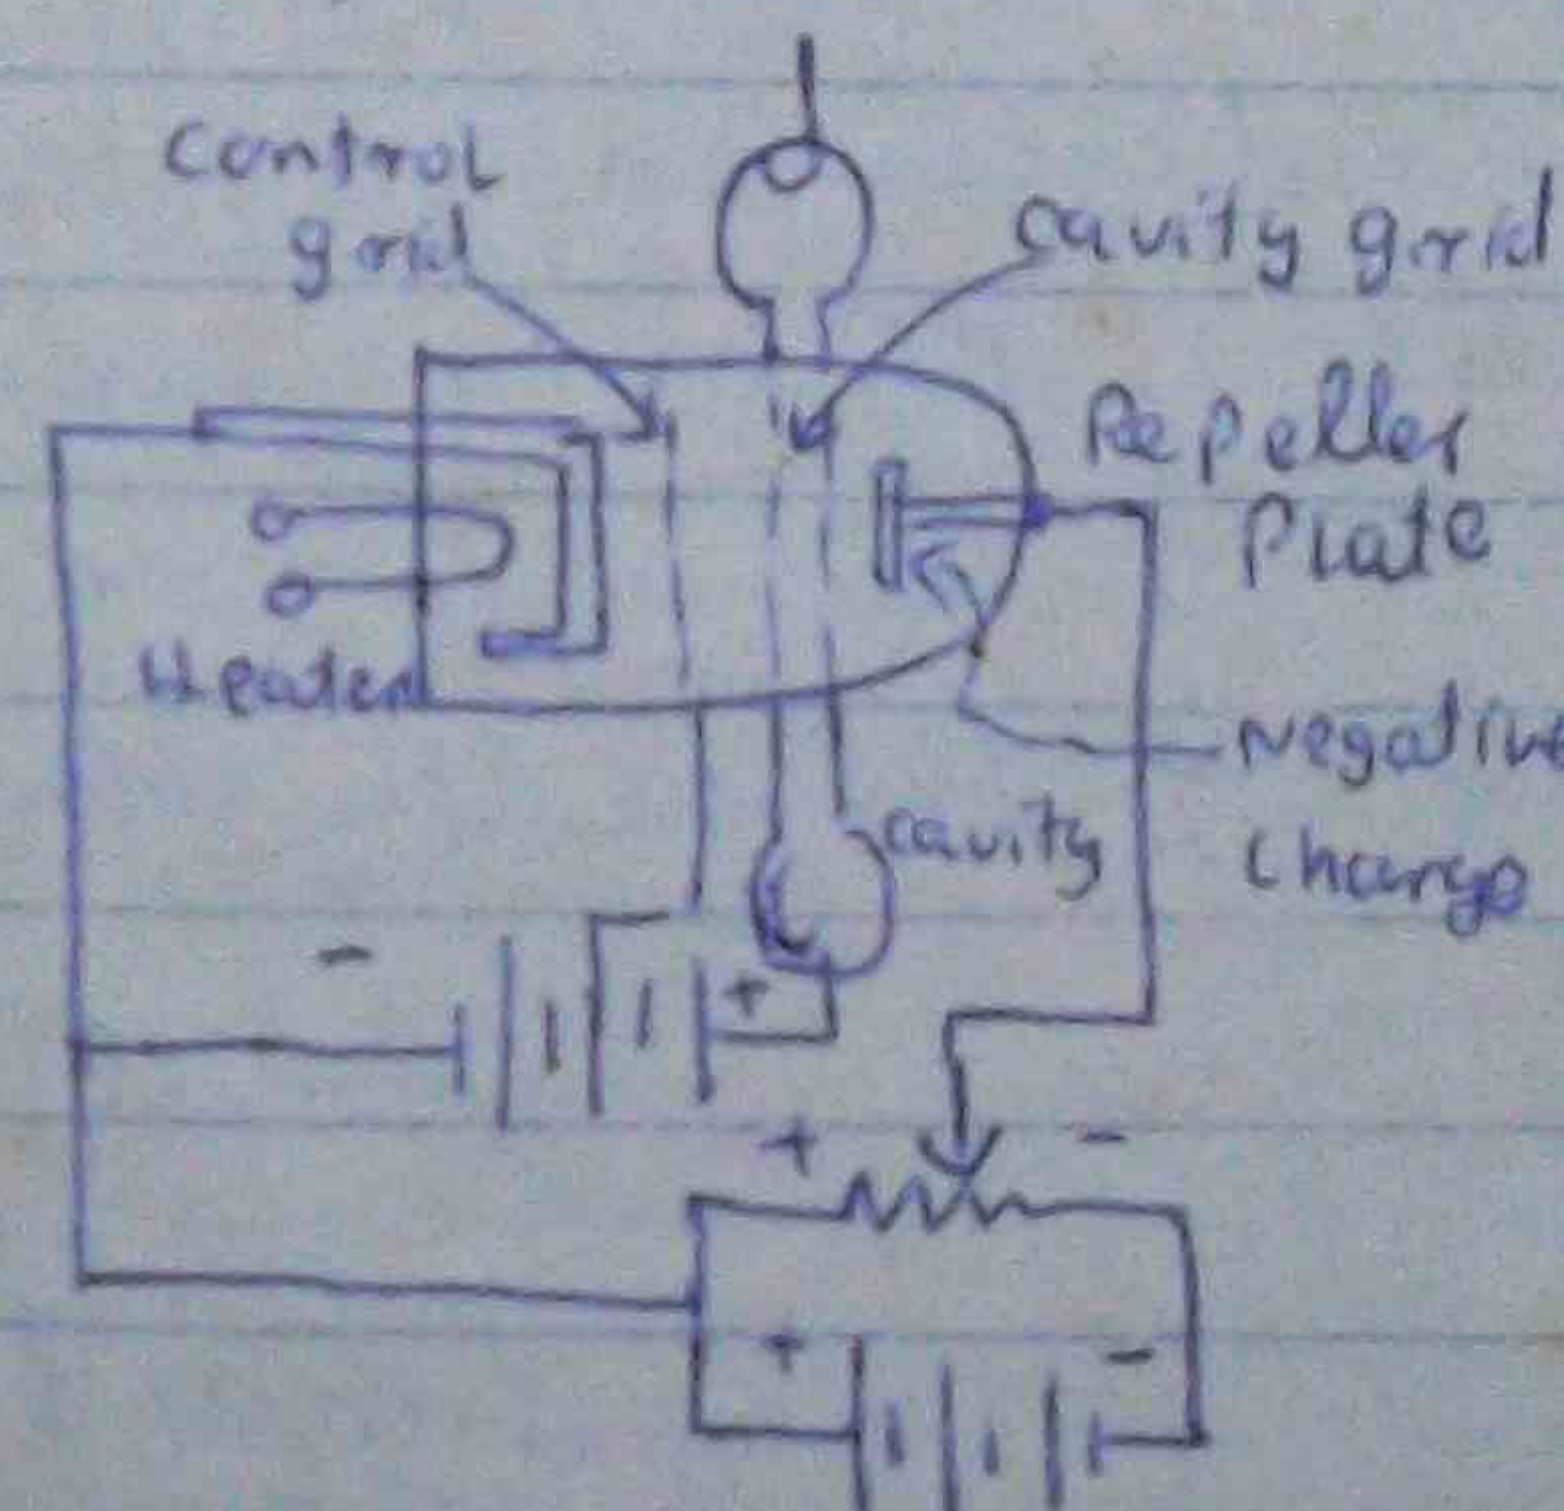 Control
grid
cavity grid
Repeller
Plate
Heater
Negative
charge
cavity
-
+
+ -
+ -